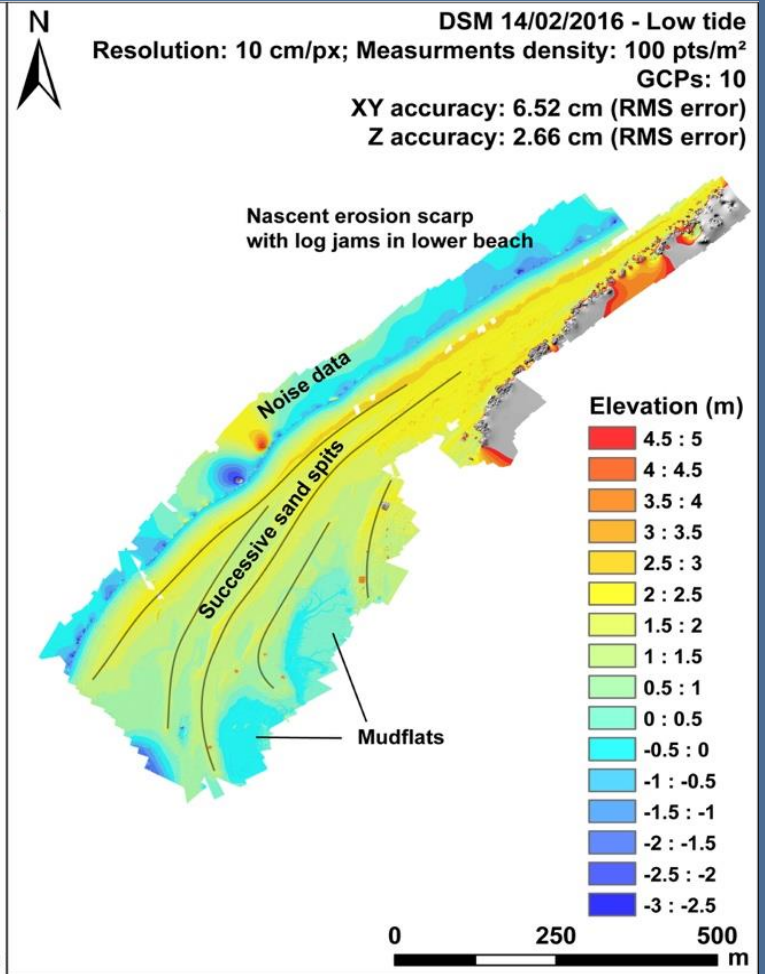 N
DSM 14/02/2016 - Low tide
Resolution: 10 cm/px; Measurments density: 100 pts/m²
GCPs: 10
XY accuracy: 6.52 cm (RMS error)
Z accuracy: 2.66 cm (RMS error)
Nascent erosion scarp
with log jams in lower beach
Noise data
Successive sand spits
Mudflats
Elevation (m)
4.5 : 5
4 : 4.5
3.5 : 4
3 : 3.5
2.5 : 3
2 : 2.5
1.5 : 2
1 : 1.5
0.5 : 1
0 : 0.5
-0.5 : 0
-1 : -0.5
-1.5 : -1
-2 : -1.5
-2.5 : -2
-3 : -2.5
0 250 500
m